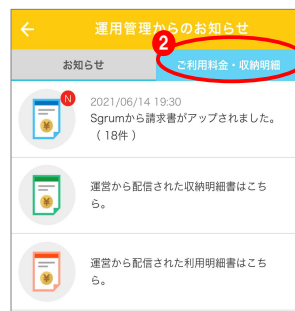 運用管理からのお知らせ
2
お知らせ
ご利用料金・収納明細
N
2021/06/14 19:30
Sgrumから請求書がアップされました。
（18件）
運営から配信された収納明細書はこち
ら。
運営から配信された利用明細書はこち
ら。